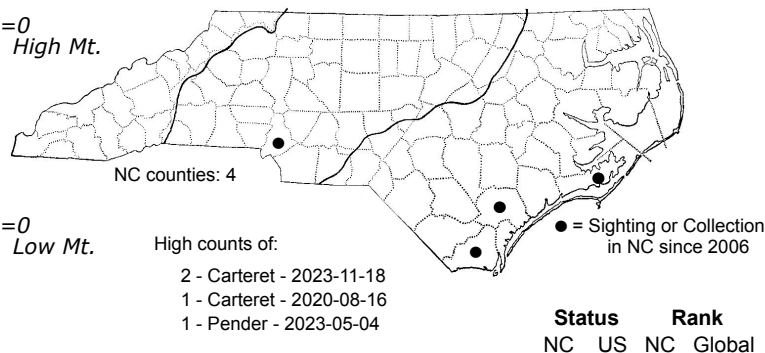 =0
High Mt.
NC counties: 4
=0
Low Mt.
High counts of:
2 - Carteret - 2023-11-18
1 - Carteret - 2020-08-16
1 - Pender - 2023-05-04
● = Sighting or Collection
in NC since 2006
Status Rank
NC US NC Global